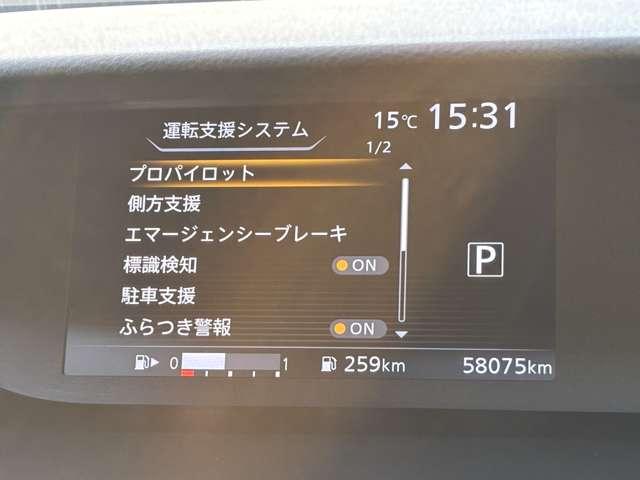 運転支援システム
15℃ 15:31
1/2
プロパイロット
側方支援
エマージェンシーブレーキ
標識検知 ON
P
駐車支援
ふらつき警報 ON
0 1 259km 58075km